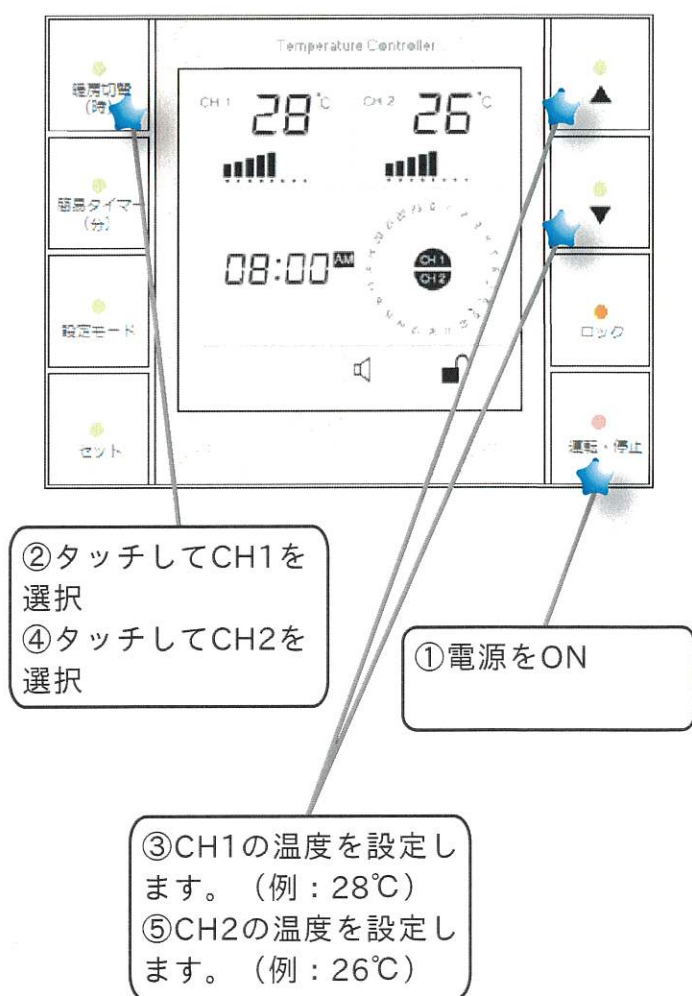 Temperature Controller
暖房切替
(時)
CH 1 28 °C CH 2 26 °C
▲
簡易タイマー
(分)
▼
08:00 AM
CH 1
CH 2
設定モード
ロック
セット
運転・停止
②タッチしてCH1を
選択
④タッチしてCH2を
選択
①電源をON
③CH1の温度を設定し
ます。(例:28℃)
⑤CH2の温度を設定し
ます。(例:26℃)